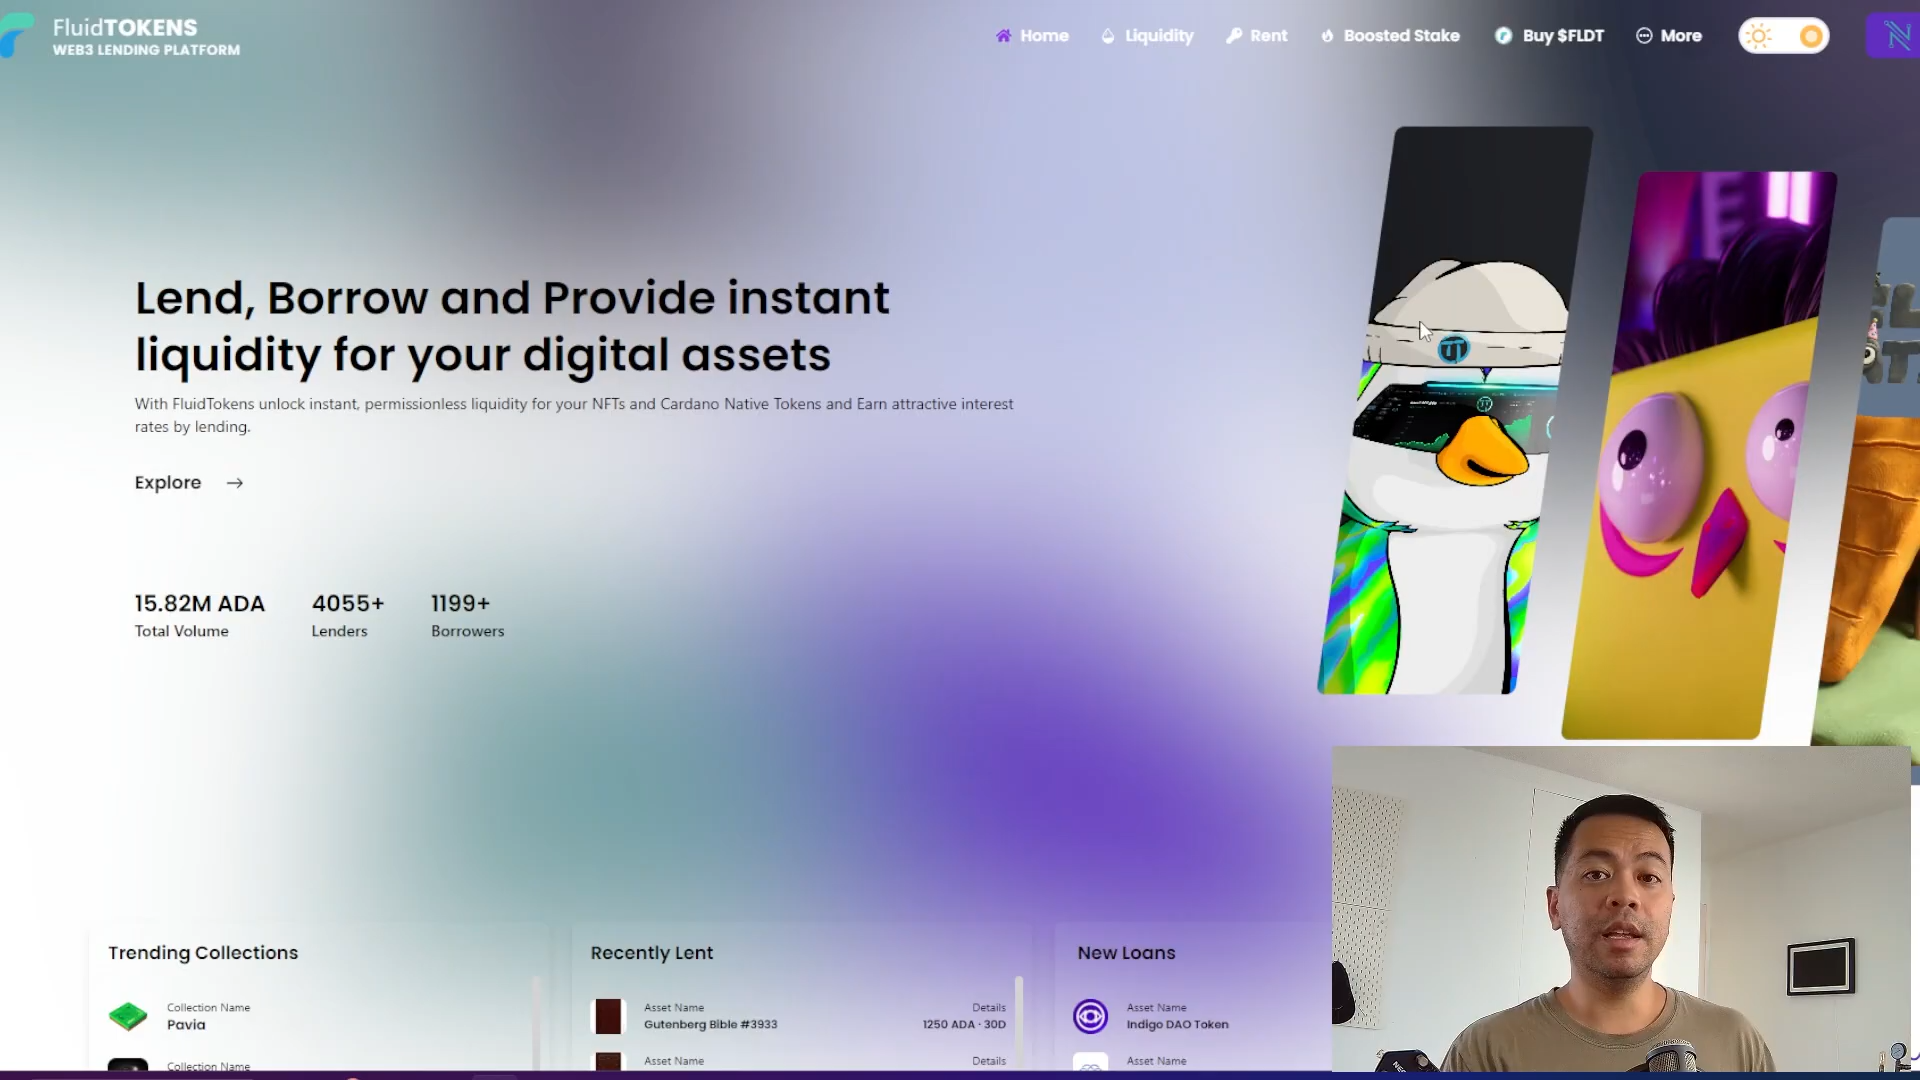 FluidTOKENS
WEB3 LENDING PLATFORM
Home
Liquidity
Rent
Boosted Stake
Buy $FLDT
More
Lend, Borrow and Provide instant
liquidity for your digital assets
With FluidTokens unlock instant, permissionless liquidity for your NFTs and Cardano Native Tokens and Earn attractive interest
rates by lending.
Explore →
15.82M ADA
Total Volume
4055+
Lenders
1199+
Borrowers
Trending Collections
Collection Name
Pavia
Collection Name
Recently Lent
Asset Name
Details
Gutenberg Bible #3933
1250 ADA · 30D
Asset Name
Details
New Loans
Asset Name
Indigo DAO Token
Asset Name